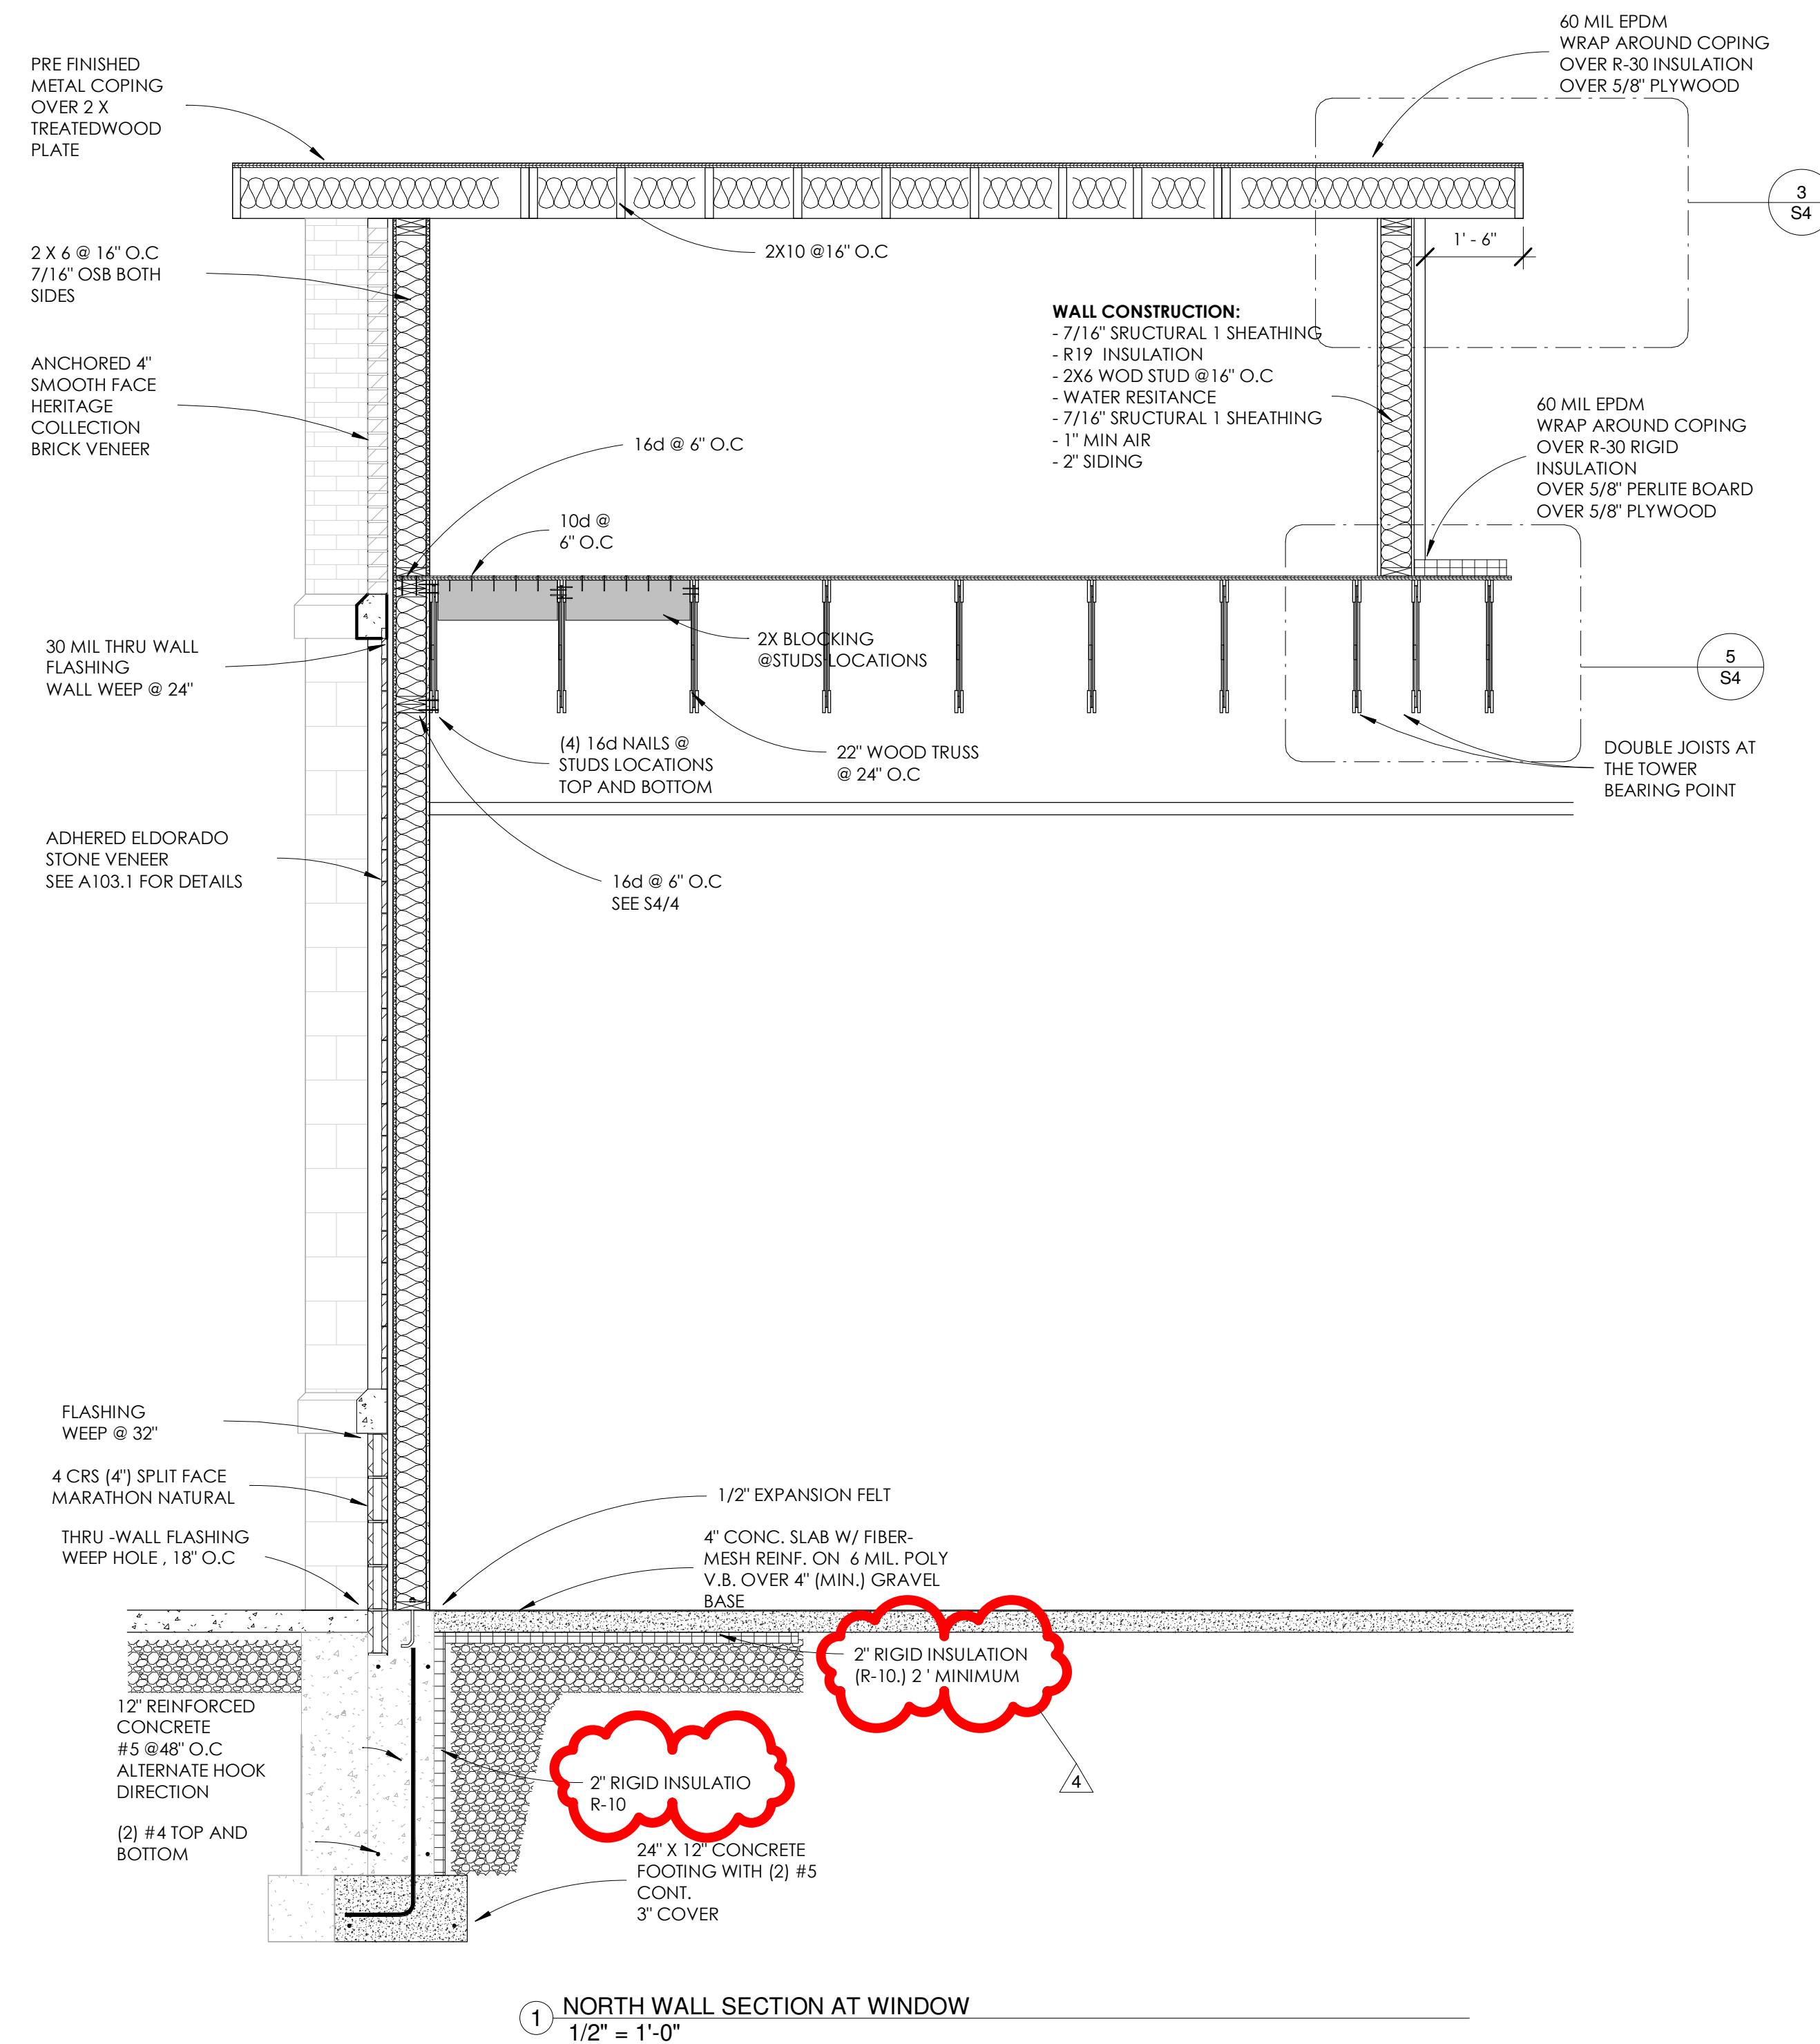 60 MIL EPDM
WRAP AROUND COPING
OVER R-30 INSULATION
OVER 5/8" PLYWOOD
PRE FINISHED
METAL COPING
OVER 2 X
TREATEDWOOD
PLATE
3
S4
1' - 6"
2 X 6 @ 16" O.C
7/16" OSB BOTH
SIDES
2X10 @16" O.C
WALL CONSTRUCTION:
- 7/16" SRUCTURAL 1 SHEATHING
- R19 INSULATION
- 2X6 WOD STUD @16" O.C
- WATER RESITANCE
- 7/16" SRUCTURAL 1 SHEATHING
- 1" MIN AIR
- 2" SIDING
ANCHORED 4"
SMOOTH FACE
HERITAGE
COLLECTION
BRICK VENEER
60 MIL EPDM
WRAP AROUND COPING
OVER R-30 RIGID
INSULATION
OVER 5/8" PERLITE BOARD
OVER 5/8" PLYWOOD
16d @ 6" O.C
10d @
6" O.C
30 MIL THRU WALL
FLASHING
WALL WEEP @ 24"
2X BLOCKING
@STUDS LOCATIONS
5
S4
(4) 16d NAILS @
STUDS LOCATIONS
TOP AND BOTTOM
22" WOOD TRUSS
@ 24" O.C
DOUBLE JOISTS AT
THE TOWER
BEARING POINT
ADHERED ELDORADO
STONE VENEER
SEE A103.1 FOR DETAILS
16d @ 6" O.C
SEE S4/4
FLASHING
WEEP @ 32"
4 CRS (4") SPLIT FACE
MARATHON NATURAL
THRU -WALL FLASHING
WEEP HOLE , 18" O.C
1/2" EXPANSION FELT
4" CONC. SLAB W/ FIBER-
MESH REINF. ON 6 MIL. POLY
V.B. OVER 4" (MIN.) GRAVEL
BASE
2" RIGID INSULATION
(R-10.) 2 ' MINIMUM
12" REINFORCED
CONCRETE
#5 @48" O.C
ALTERNATE HOOK
DIRECTION
(2) #4 TOP AND
BOTTOM
2" RIGID INSULATIO
R-10
4
24" X 12" CONCRETE
FOOTING WITH (2) #5
CONT.
3" COVER
1
NORTH WALL SECTION AT WINDOW
1/2" = 1'-0"